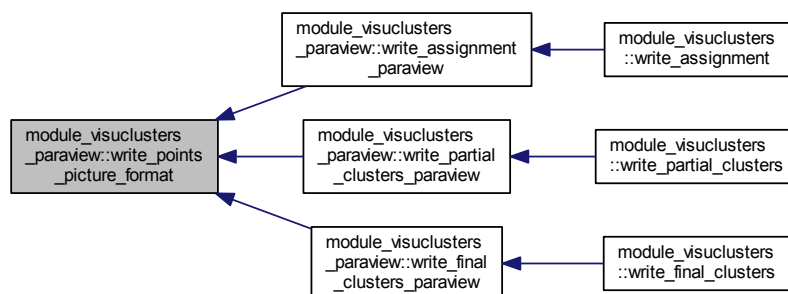 module_visuclusters
_paraview::write_assignment
_paraview
module_visuclusters
::write_assignment
module_visuclusters
_paraview::write_points
_picture_format
module_visuclusters
_paraview::write_partial
_clusters_paraview
module_visuclusters
::write_partial_clusters
module_visuclusters
_paraview::write_final
_clusters_paraview
module_visuclusters
::write_final_clusters